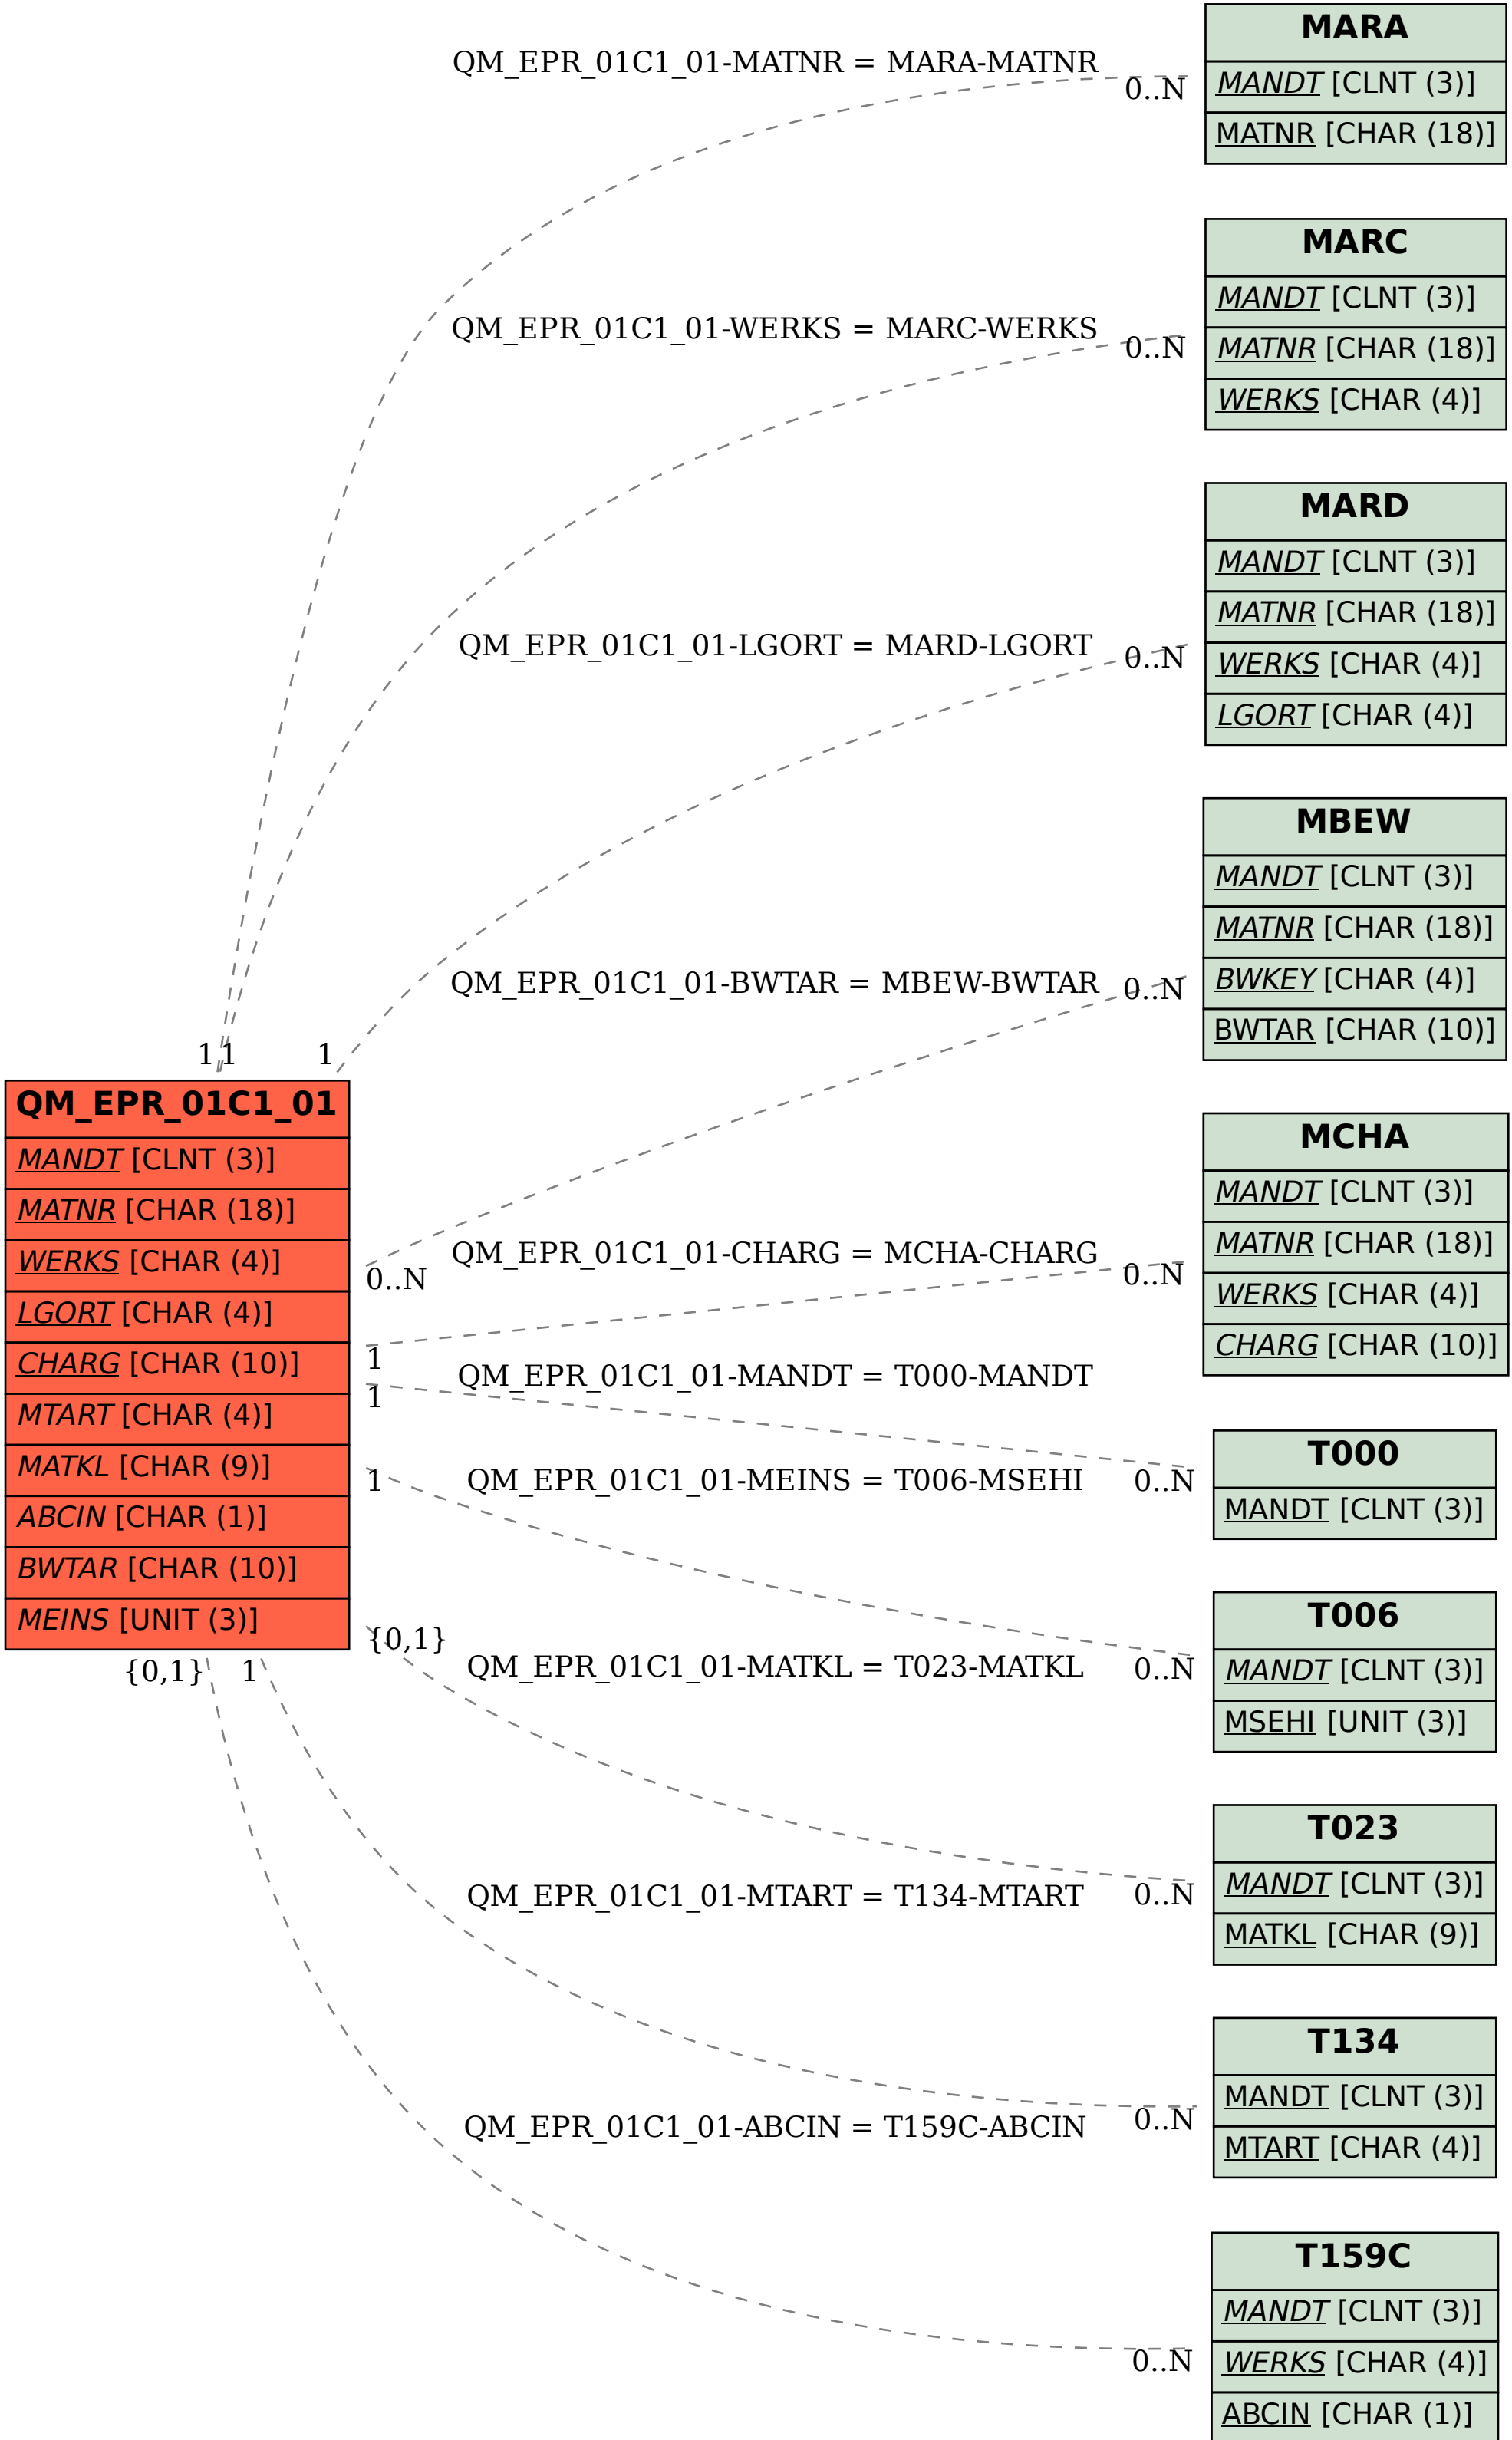 MARA
QM_EPR_01C1_01-MATNR = MARA-MATNR
0..N
MANDT [CLNT (3)]
MATNR [CHAR (18)]
MARC
MANDT [CLNT (3)]
QM_EPR_01C1_01-WERKS = MARC-WERKS
0..N
MATNR [CHAR (18)]
WERKS [CHAR (4)]
MARD
MANDT [CLNT (3)]
MATNR [CHAR (18)]
QM_EPR_01C1_01-LGORT = MARD-LGORT
0..N
WERKS [CHAR (4)]
LGORT [CHAR (4)]
MBEW
MANDT [CLNT (3)]
MATNR [CHAR (18)]
QM_EPR_01C1_01-BWTAR = MBEW-BWTAR
0..N
BWKEY [CHAR (4)]
BWTAR [CHAR (10)]
1
1
1
QM_EPR_01C1_01
MANDT [CLNT (3)]
MATNR [CHAR (18)]
WERKS [CHAR (4)]
LGORT [CHAR (4)]
CHARG [CHAR (10)]
MTART [CHAR (4)]
MATKL [CHAR (9)]
ABCIN [CHAR (1)]
BWTAR [CHAR (10)]
MEINS [UNIT (3)]
0..N
QM_EPR_01C1_01-CHARG = MCHA-CHARG
0..N
1
MCHA
MANDT [CLNT (3)]
MATNR [CHAR (18)]
WERKS [CHAR (4)]
CHARG [CHAR (10)]
QM_EPR_01C1_01-MANDT = T000-MANDT
1
0..N
T000
MANDT [CLNT (3)]
1
QM_EPR_01C1_01-MEINS = T006-MSEHI
0..N
T006
MANDT [CLNT (3)]
MSEHI [UNIT (3)]
{0,1}
QM_EPR_01C1_01-MATKL = T023-MATKL
0..N
T023
MANDT [CLNT (3)]
MATKL [CHAR (9)]
{0,1}
1
QM_EPR_01C1_01-MTART = T134-MTART
0..N
T134
MANDT [CLNT (3)]
MTART [CHAR (4)]
QM_EPR_01C1_01-ABCIN = T159C-ABCIN
0..N
T159C
MANDT [CLNT (3)]
WERKS [CHAR (4)]
ABCIN [CHAR (1)]